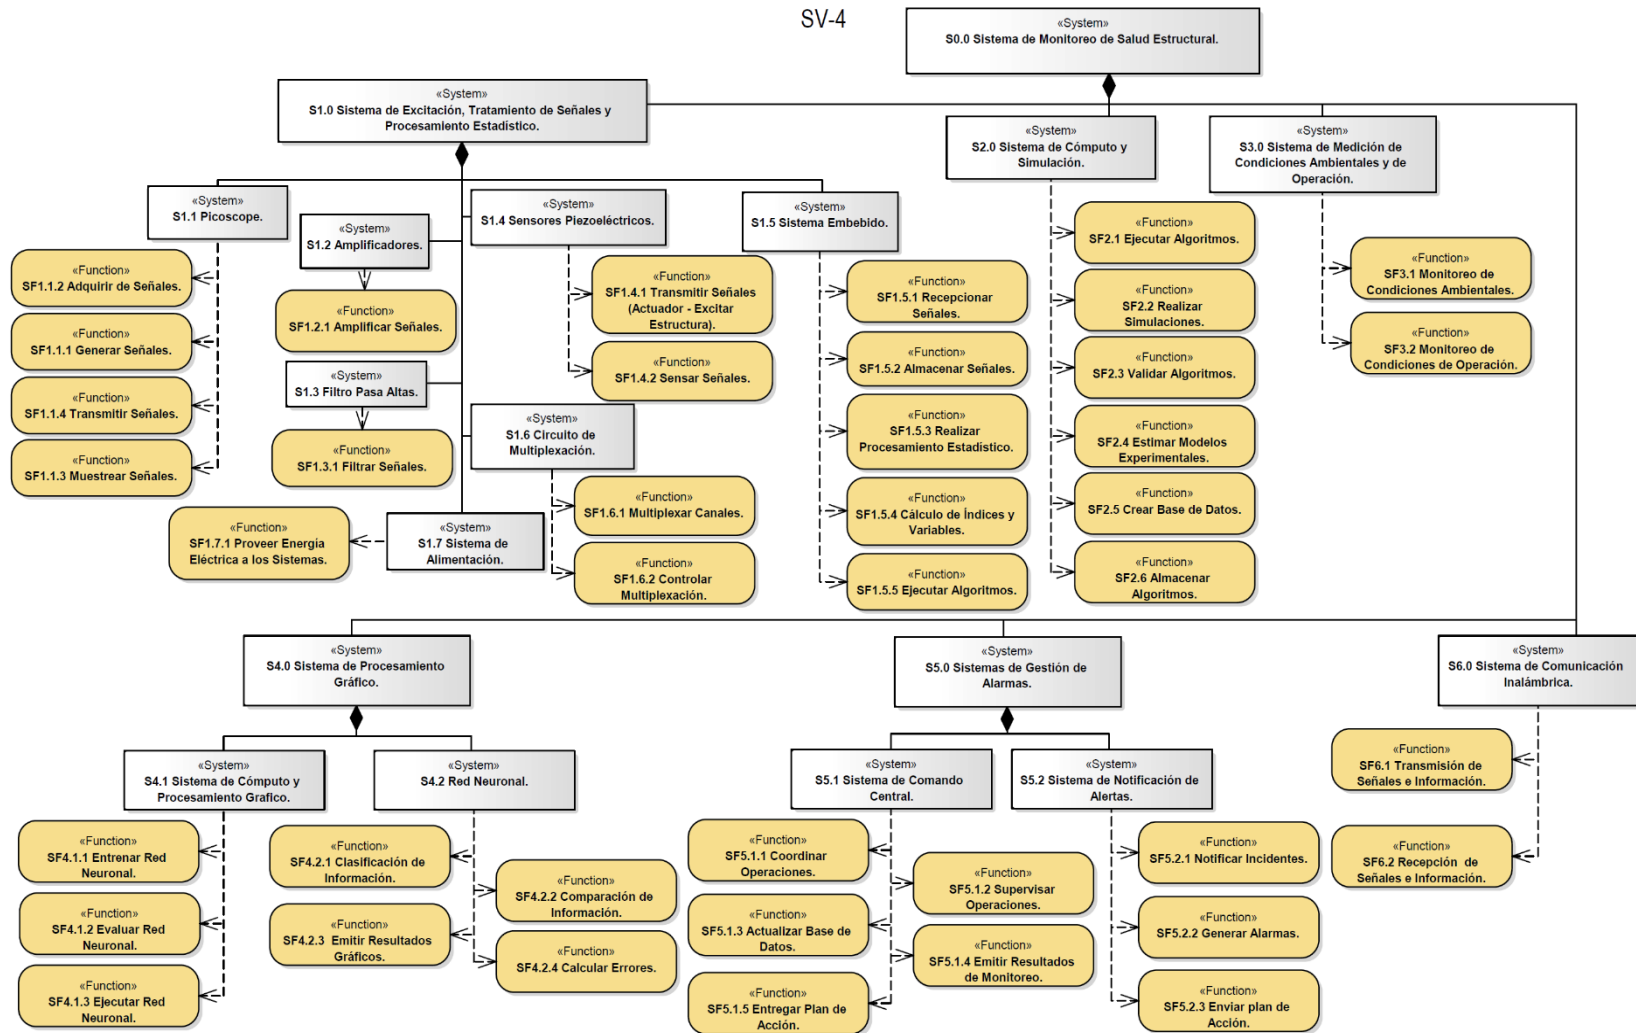 SV-4
«System»
S0.0 Sistema de Monitoreo de Salud Estructural.
«System»
S1.0 Sistema de Excitación, Tratamiento de Señales y
Procesamiento Estadístico.
«System»
S2.0 Sistema de Cómputo y
Simulación.
«System»
S3.0 Sistema de Medición de
Condiciones Ambientales y de
Operación.
«System»
S1.1 Picoscope.
«System»
S1.2 Amplificadores.
«System»
S1.4 Sensores Piezoeléctricos.
«System»
S1.5 Sistema Embebido.
«Function»
SF1.1.2 Adquirir de Señales.
«Function»
SF1.1.1 Generar Señales.
«Function»
SF1.1.4 Transmitir Señales.
«Function»
SF1.1.3 Muestrear Señales.
«Function»
SF1.2.1 Amplificar Señales.
«System»
S1.3 Filtro Pasa Altas.
«Function»
SF1.3.1 Filtrar Señales.
«Function»
SF1.4.1 Transmitir Señales
(Actuador - Excitar
Estructura).
«Function»
SF1.4.2 Sensar Señales.
«System»
S1.6 Circuito de
Multiplexación.
«Function»
SF1.6.1 Multiplexar Canales.
«Function»
SF1.6.2 Controlar
Multiplexación.
«Function»
SF1.7.1 Proveer Energía
Eléctrica a los Sistemas.
«System»
S1.7 Sistema de
Alimentación.
«Function»
SF1.5.1 Recepcionar
Señales.
«Function»
SF1.5.2 Almacenar Señales.
«Function»
SF1.5.3 Realizar
Procesamiento Estadístico.
«Function»
SF1.5.4 Cálculo de Índices y
Variables.
«Function»
SF1.5.5 Ejecutar Algoritmos.
«Function»
SF2.1 Ejecutar Algoritmos.
«Function»
SF2.2 Realizar
Simulaciones.
«Function»
SF2.3 Validar Algoritmos.
«Function»
SF2.4 Estimar Modelos
Experimentales.
«Function»
SF2.5 Crear Base de Datos.
«Function»
SF2.6 Almacenar
Algoritmos.
«Function»
SF3.1 Monitoreo de
Condiciones Ambientales.
«Function»
SF3.2 Monitoreo de
Condiciones de Operación.
«System»
S4.0 Sistema de Procesamiento
Gráfico.
«System»
S5.0 Sistemas de Gestión de
Alarmas.
«System»
S6.0 Sistema de Comunicación
Inalámbrica.
«System»
S4.1 Sistema de Cómputo y
Procesamiento Grafico.
«System»
S4.2 Red Neuronal.
«System»
S5.1 Sistema de Comando
Central.
«System»
S5.2 Sistema de Notificación de
Alertas.
«Function»
SF4.1.1 Entrenar Red
Neuronal.
«Function»
SF4.1.2 Evaluar Red
Neuronal.
«Function»
SF4.1.3 Ejecutar Red
Neuronal.
«Function»
SF4.2.1 Clasificación de
Información.
«Function»
SF4.2.2 Comparación de
Información.
«Function»
SF4.2.3 Emitir Resultados
Gráficos.
«Function»
SF4.2.4 Calcular Errores.
«Function»
SF5.1.1 Coordinar
Operaciones.
«Function»
SF5.1.2 Supervisar
Operaciones.
«Function»
SF5.1.3 Actualizar Base de
Datos.
«Function»
SF5.1.4 Emitir Resultados
de Monitoreo.
«Function»
SF5.1.5 Entregar Plan de
Acción.
«Function»
SF5.2.1 Notificar Incidentes.
«Function»
SF5.2.2 Generar Alarmas.
«Function»
SF5.2.3 Enviar plan de
Acción.
«Function»
SF6.1 Transmisión de
Señales e Información.
«Function»
SF6.2 Recepción de
Señales e Información.